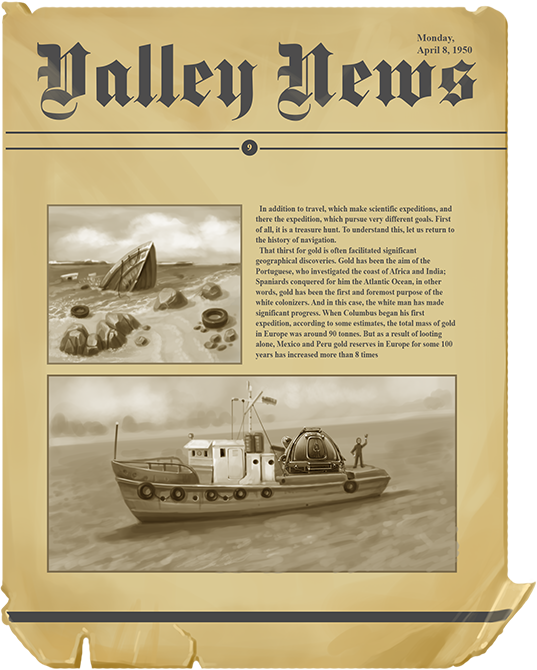 Monday,
April 8, 1950
Valley News
9
In addition to travel, which make scientific expeditions, and
there the expedition, which pursue very different goals. First
of all, it is a treasure hunt. To understand this, let us return to
the history of navigation.
That thirst for gold is often facilitated significant
geographical discoveries. Gold has been the aim of the
Portuguese, who investigated the coast of Africa and India;
Spaniards conquered for him the Atlantic Ocean, in other
words, gold has been the first and foremost purpose of the
white colonizers. And in this case, the white man has made
significant progress. When Columbus began his first
expedition, according to some estimates, the total mass of gold
in Europe was around 90 tonnes. But as a result of looting
alone, Mexico and Peru gold reserves in Europe for some 100
years has increased more than 8 times